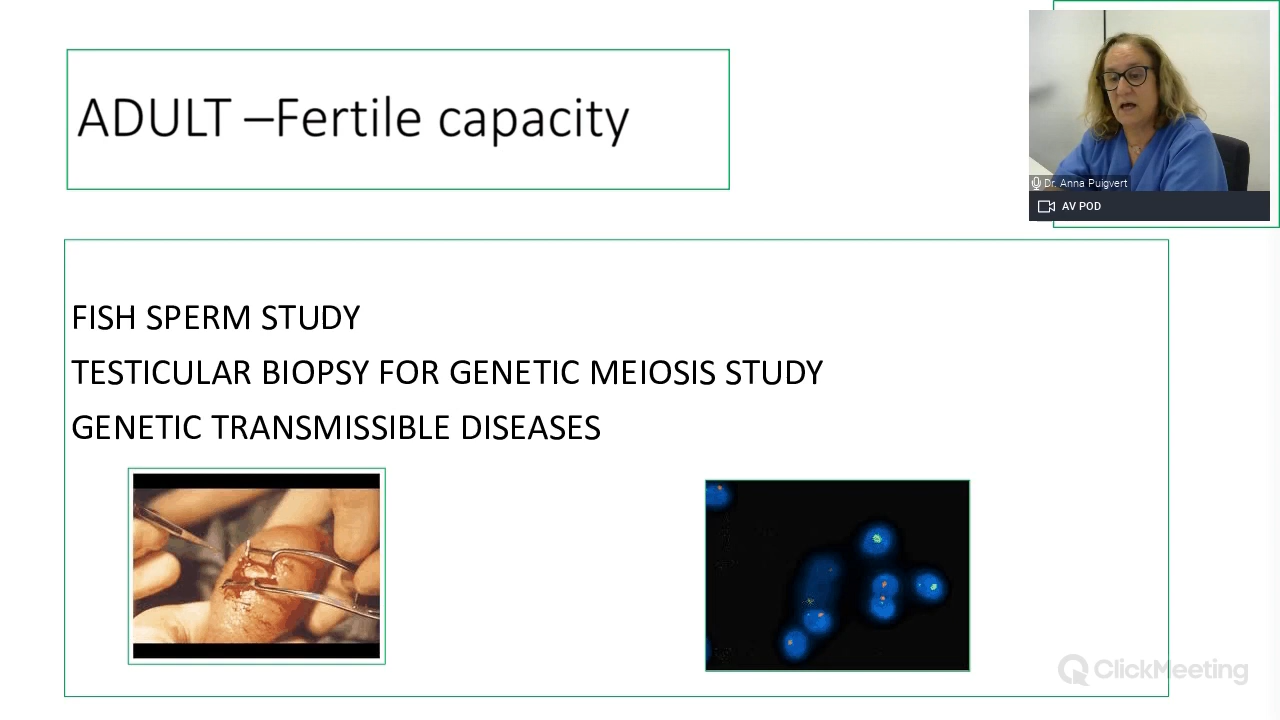 ADULT –Fertile capacity
Dr. Anna Puigvert
AV POD
FISH SPERM STUDY
TESTICULAR BIOPSY FOR GENETIC MEIOSIS STUDY
GENETIC TRANSMISSIBLE DISEASES
ClickMeeting